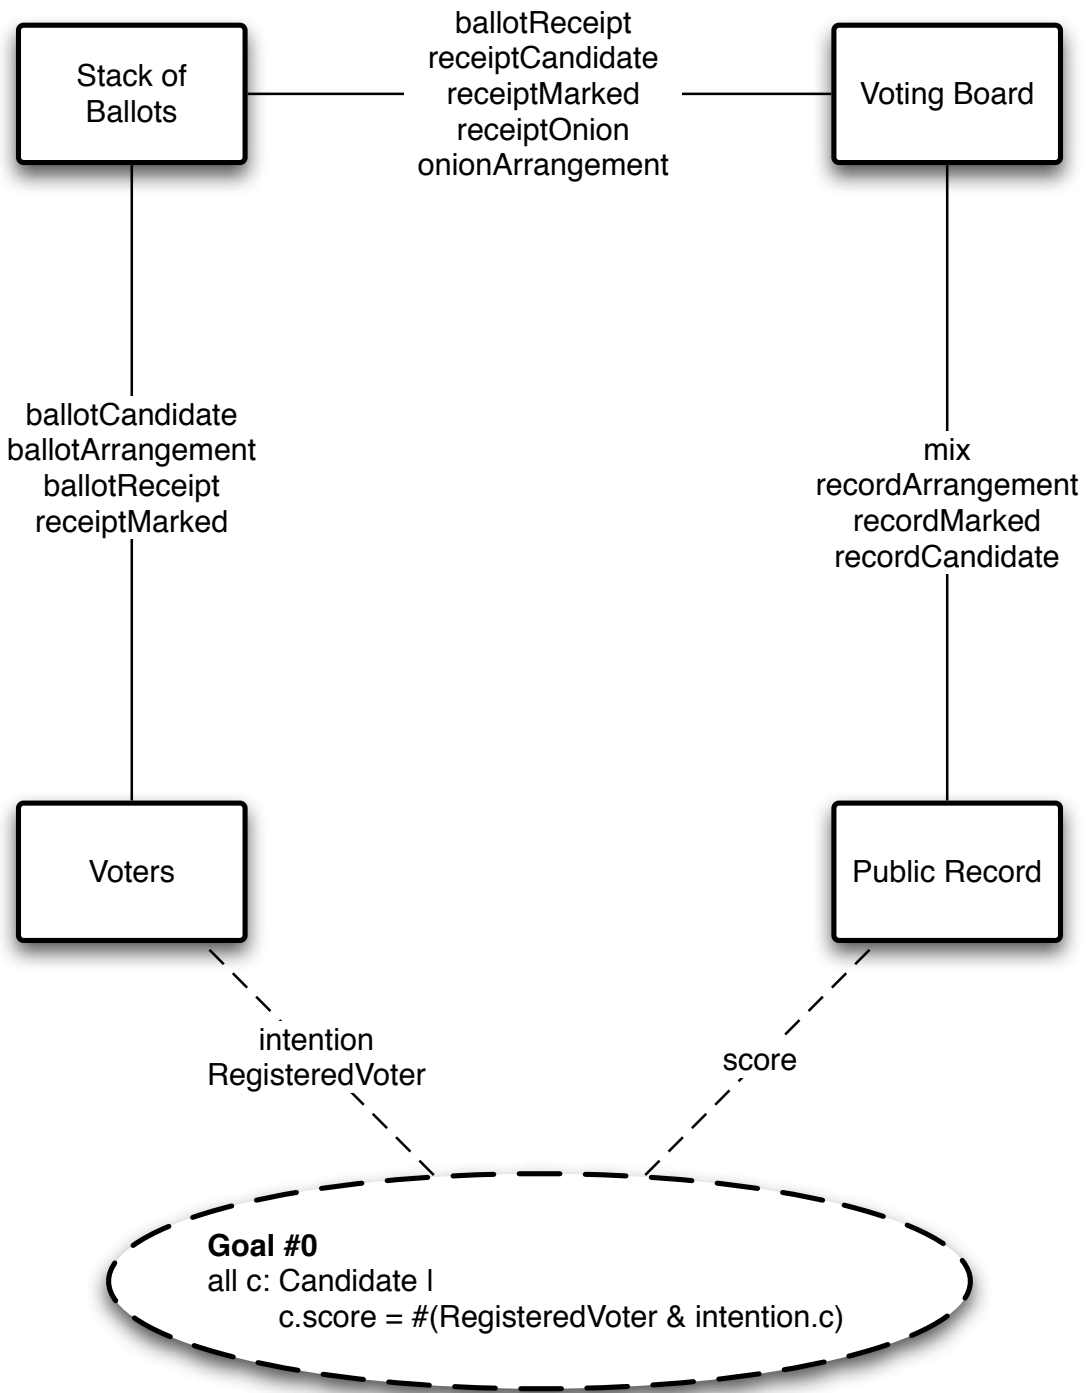 Stack of
Ballots
ballotReceipt
receiptCandidate
receiptMarked
receiptOnion
onionArrangement
Voting Board
ballotCandidate
ballotArrangement
ballotReceipt
receiptMarked
mix
recordArrangement
recordMarked
recordCandidate
Voters
Public Record
intention
RegisteredVoter
score
Goal #0
all c: Candidate |
c.score = #(RegisteredVoter & intention.c)